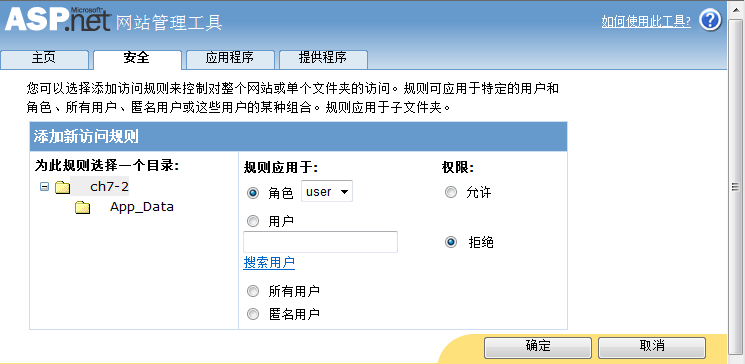 Microsoft
ASP.net 网站管理工具
如何使用此工具?
?
主页
安全
应用程序
提供程序
您可以选择添加访问规则来控制对整个网站或单个文件夹的访问。规则可应用于特定的用户和
角色、所有用户、匿名用户或这些用户的某种组合。规则应用于子文件夹。
添加新访问规则
为此规则选择一个目录:
ch7-2
App_Data
规则应用于:
角色 user
用户
搜索用户
所有用户
匿名用户
权限:
允许
拒绝
确定
取消